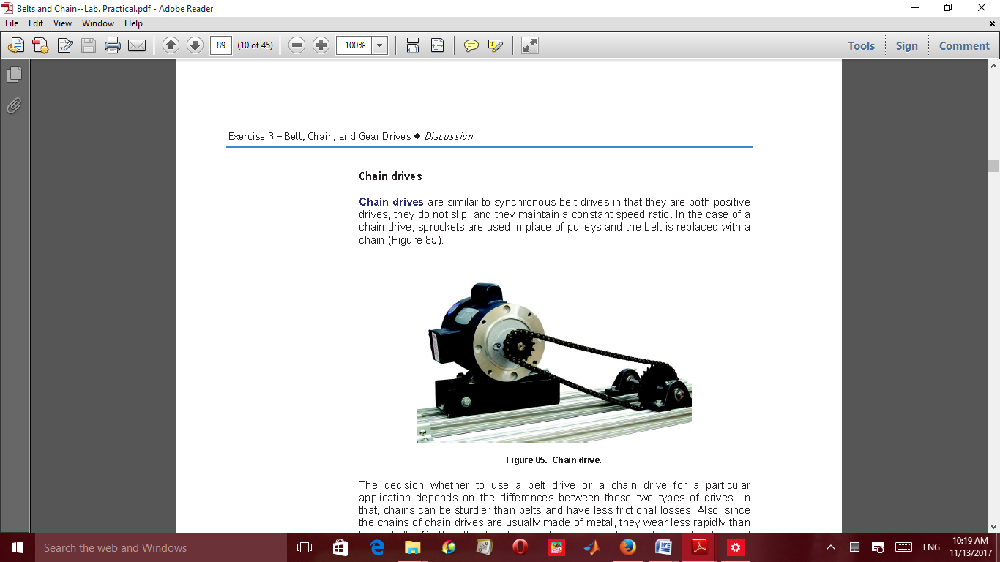 Belts and Chain--Lab. Practical.pdf - Adobe Reader
File Edit View Window Help
89 (10 of 45) 100% Tools Sign Comment
Exercise 3 – Belt, Chain, and Gear Drives ◆ Discussion
Chain drives
Chain drives are similar to synchronous belt drives in that they are both positive
drives, they do not slip, and they maintain a constant speed ratio. In the case of a
chain drive, sprockets are used in place of pulleys and the belt is replaced with a
chain (Figure 85).
Figure 85. Chain drive.
The decision whether to use a belt drive or a chain drive for a particular
application depends on the differences between those two types of drives. In
that, chains can be sturdier than belts and have less frictional losses. Also, since
the chains of chain drives are usually made of metal, they wear less rapidly than
Search the web and Windows
ENG
10:19 AM
11/13/2017